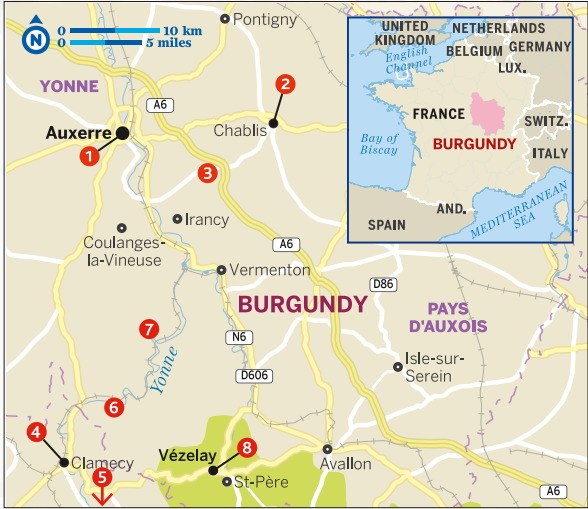 0 10 km
0 5 miles
N
Pontigny
YONNE
A6
2
Auxerre
Chablis
1
3
Irancy
Coulanges-
la-Vineuse
A6
Vermenton
D86
BURGUNDY
PAYS
D'AUXOIS
7
N6
Yonne
Isle-sur-
Serein
D606
6
4
Vézelay
8
Clamecy
5
Avallon
St-Père
A6
UNITED
KINGDOM
NETHERLANDS
BELGIUM
GERMANY
English
Channel
LUX.
FRANCE
SWITZ.
Bay of
Biscay
BURGUNDY
ITALY
AND.
SPAIN
MEDITERRANEAN
SEA